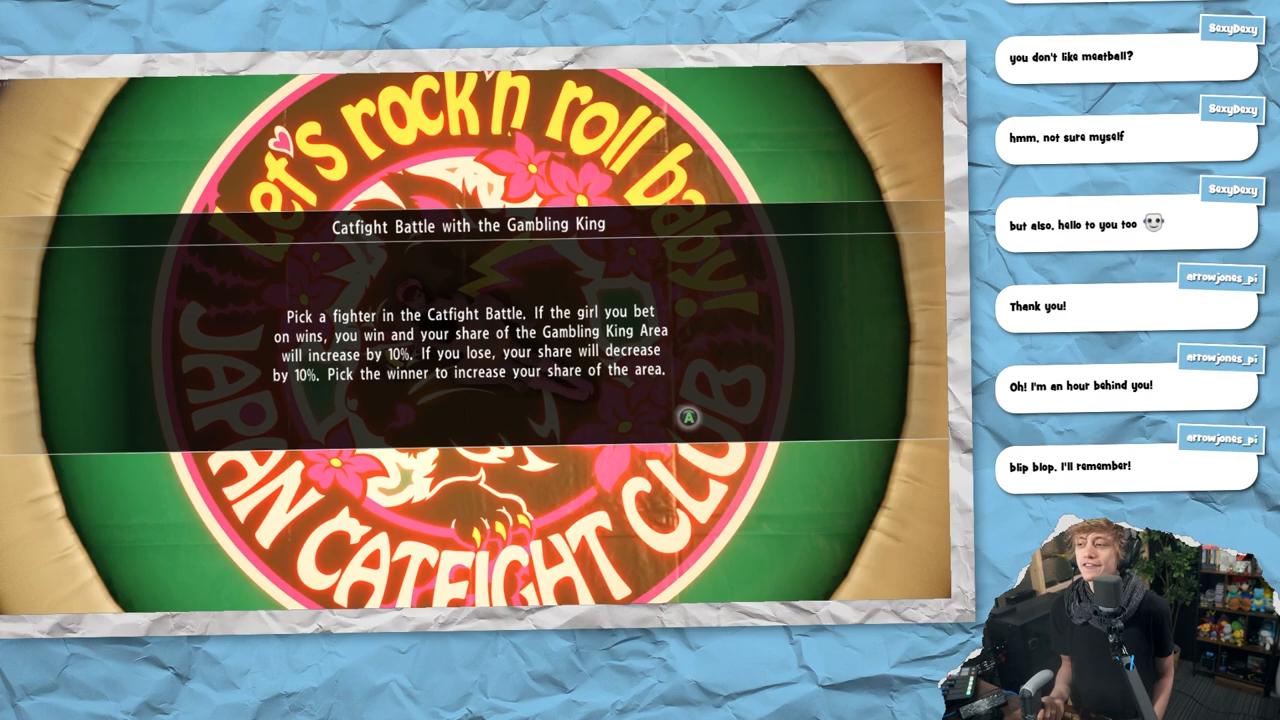 Let's rock'n roll baby!
JAPAN CATFIGHT CLUB
Catfight Battle with the Gambling King
Pick a fighter in the Catfight Battle. If the girl you bet
on wins, you win and your share of the Gambling King Area
will increase by 10%. If you lose, your share will decrease
by 10%. Pick the winner to increase your share of the area.
A
SexyDexy
you don't like meatball?
SexyDexy
hmm, not sure myself
SexyDexy
but also, hello to you too
arrowjones_pi
Thank you!
arrowjones_pi
Oh! I'm an hour behind you!
arrowjones_pi
blip blop, I'll remember!